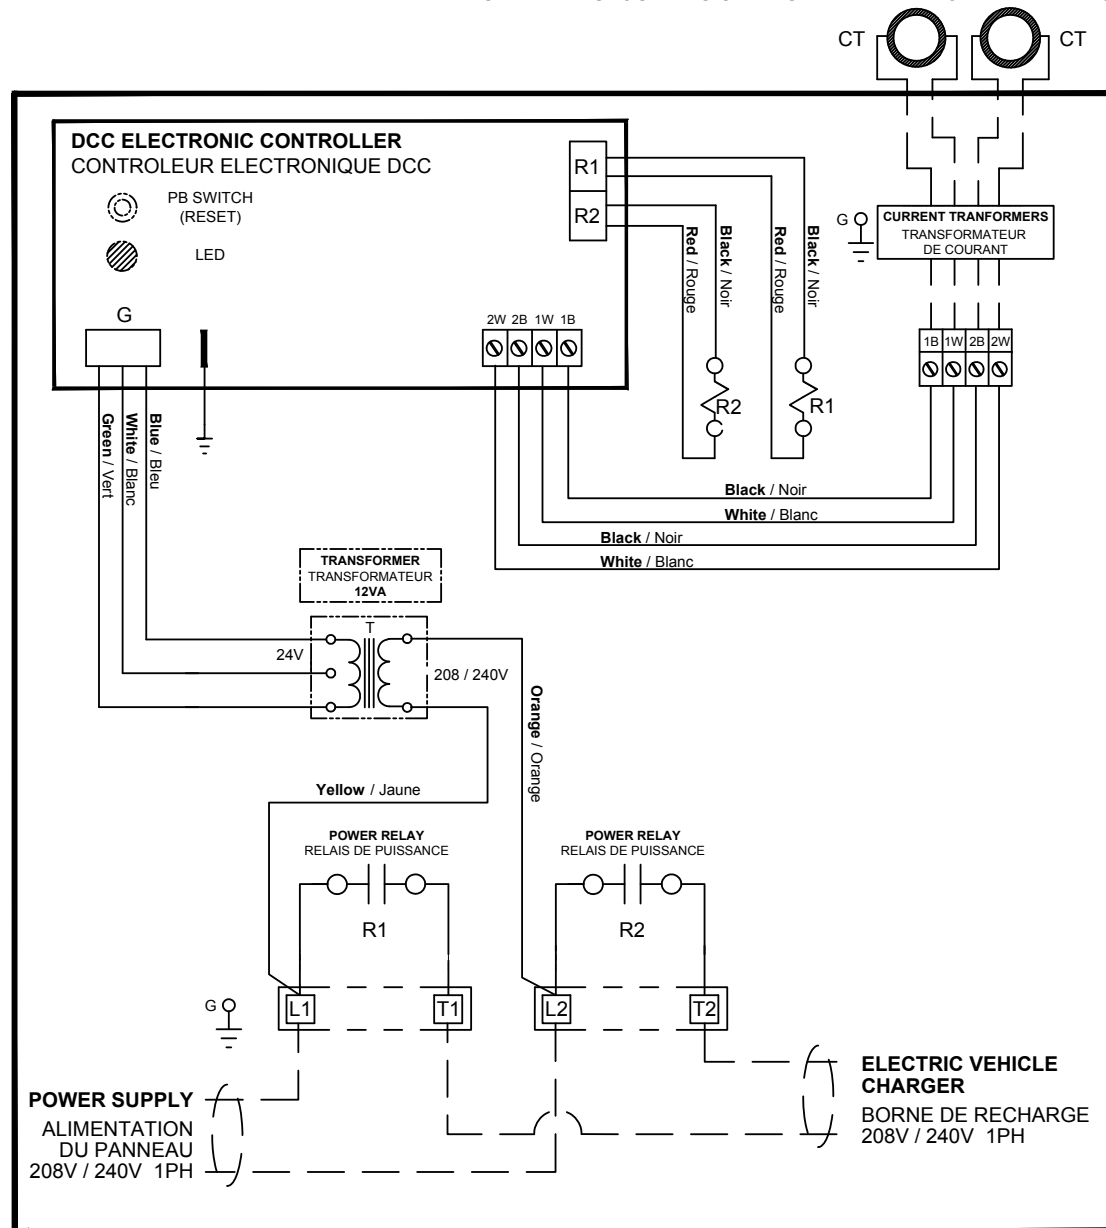 CT
CT
DCC ELECTRONIC CONTROLLER
CONTROLEUR ELECTRONIQUE DCC
PB SWITCH
(RESET)
LED
R1
R2
G
2W 2B 1W 1B
Red / Rouge
Black / Noir
Red / Rouge
Black / Noir
G
CURRENT TRANFORMERS
TRANSFORMATEUR
DE COURANT
1B 1W 2B 2W
R2
R1
Green / Vert
White / Blanc
Blue / Bleu
Black / Noir
White / Blanc
Black / Noir
White / Blanc
TRANSFORMER
TRANSFORMATEUR
12VA
T
24V
208 / 240V
Orange / Orange
Yellow / Jaune
POWER RELAY
RELAIS DE PUISSANCE
R1
POWER RELAY
RELAIS DE PUISSANCE
R2
G
L1
T1
L2
T2
POWER SUPPLY
ALIMENTATION
DU PANNEAU
208V / 240V 1PH
ELECTRIC VEHICLE
CHARGER
BORNE DE RECHARGE
208V / 240V 1PH